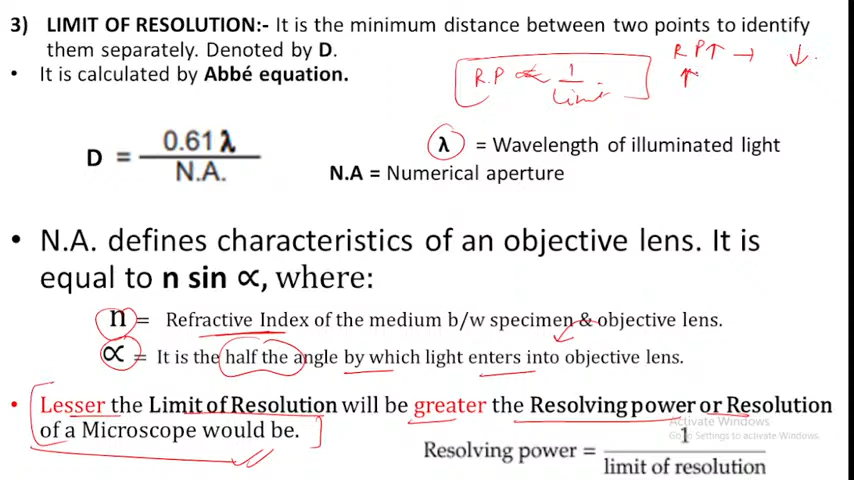 3) LIMIT OF RESOLUTION:- It is the minimum distance between two points to identify
them separately. Denoted by D.
• It is calculated by Abbé equation.
R.P ∝ 1/Limit
R P↑ → ↓
↑
D = 0.61 λ / N.A.
λ = Wavelength of illuminated light
N.A = Numerical aperture
• N.A. defines characteristics of an objective lens. It is
equal to n sin ∝, where:
n = Refractive Index of the medium b/w specimen & objective lens.
∝ = It is the half the angle by which light enters into objective lens.
• Lesser the Limit of Resolution will be greater the Resolving power or Resolution
of a Microscope would be.
Activate Windows
Go to Settings to activate Windows.
Resolving power = 1 / limit of resolution